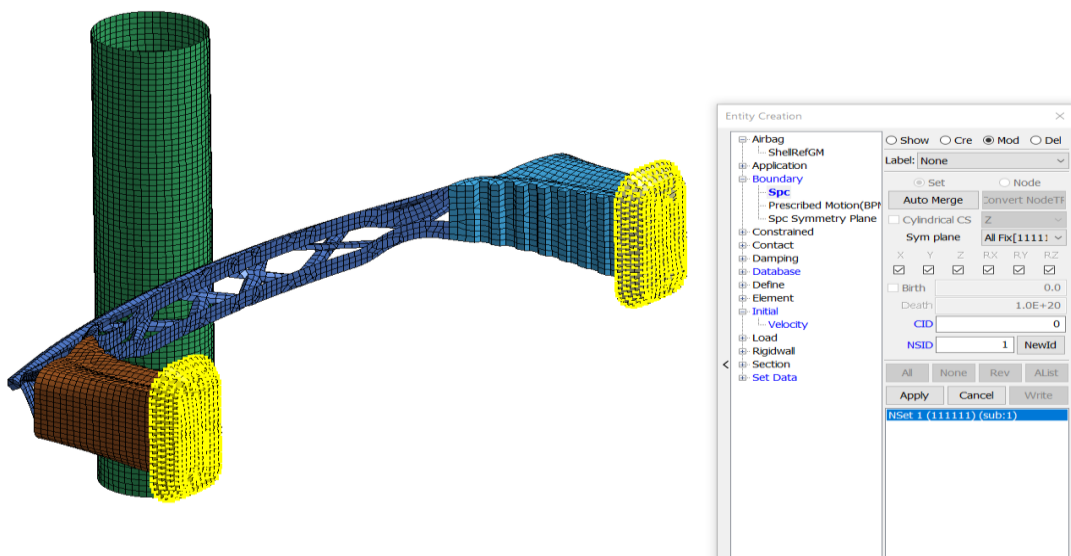 Entity Creation
Airbag
ShellRefGM
Application
Boundary
Spc
Prescribed Motion(BPM
Spc Symmetry Plane
Constrained
Contact
Damping
Database
Define
Element
Initial
Velocity
Load
Rigidwall
Section
Set Data
Show Cre Mod Del
Label: None
Set Node
Auto Merge Convert NodeTF
Cylindrical CS Z
Sym plane All Fix[11111
X Y Z RX RY RZ
Birth 0.0
Death 1.0E+20
CID 0
NSID 1 NewId
All None Rev AList
Apply Cancel Write
NSet 1 (111111) (sub:1)